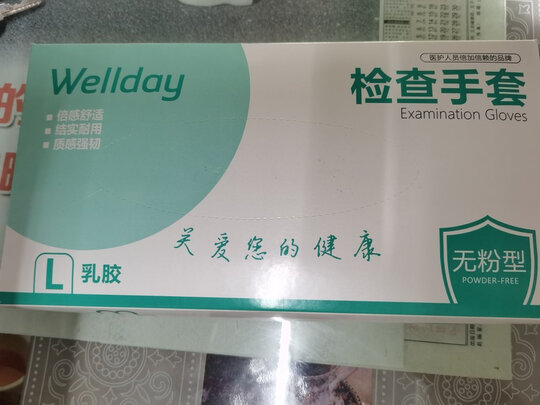 医护人员倍加信赖的品牌
Wellday
检查手套
Examination Gloves
倍感舒适
结实耐用
质感强韧
关爱您的健康
L 乳胶
无粉型
POWDER-FREE
的